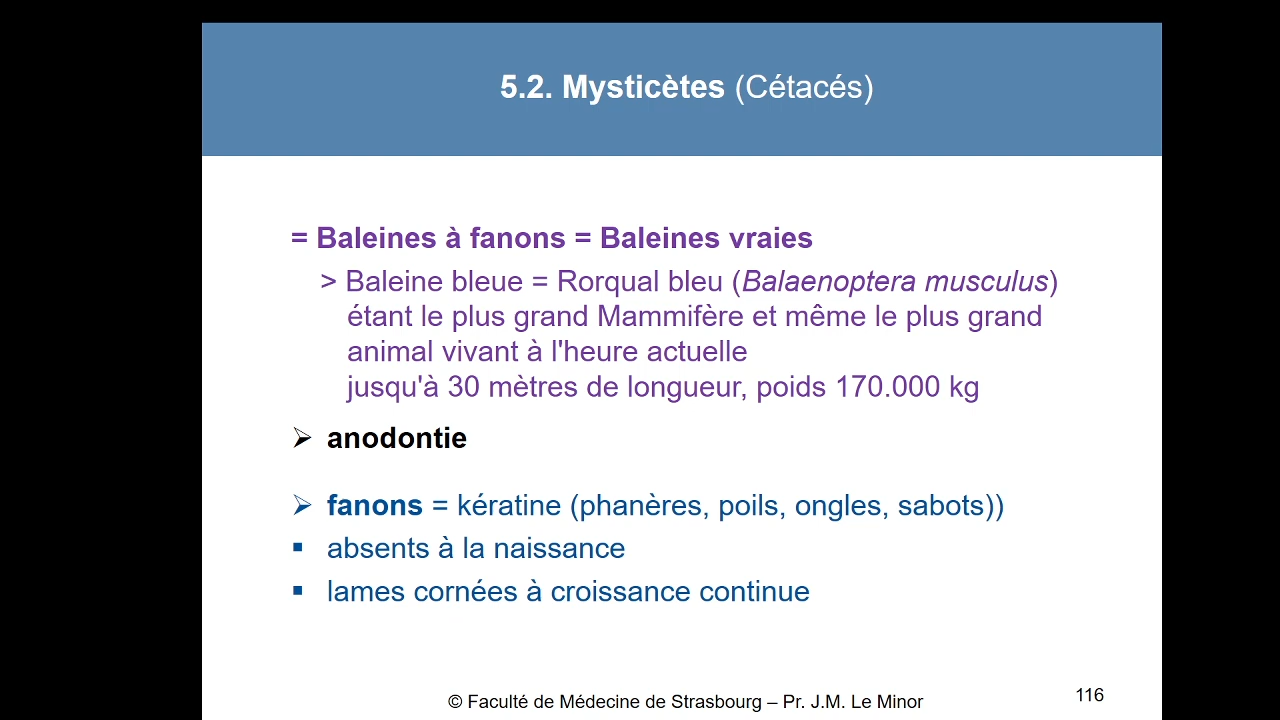 5.2. Mysticètes (Cétacés)
= Baleines à fanons = Baleines vraies
> Baleine bleue = Rorqual bleu (Balaenoptera musculus)
étant le plus grand Mammifère et même le plus grand
animal vivant à l'heure actuelle
jusqu'à 30 mètres de longueur, poids 170.000 kg
➢ anodontie
➢ fanons = kératine (phanères, poils, ongles, sabots))
▪ absents à la naissance
▪ lames cornées à croissance continue
© Faculté de Médecine de Strasbourg – Pr. J.M. Le Minor
116